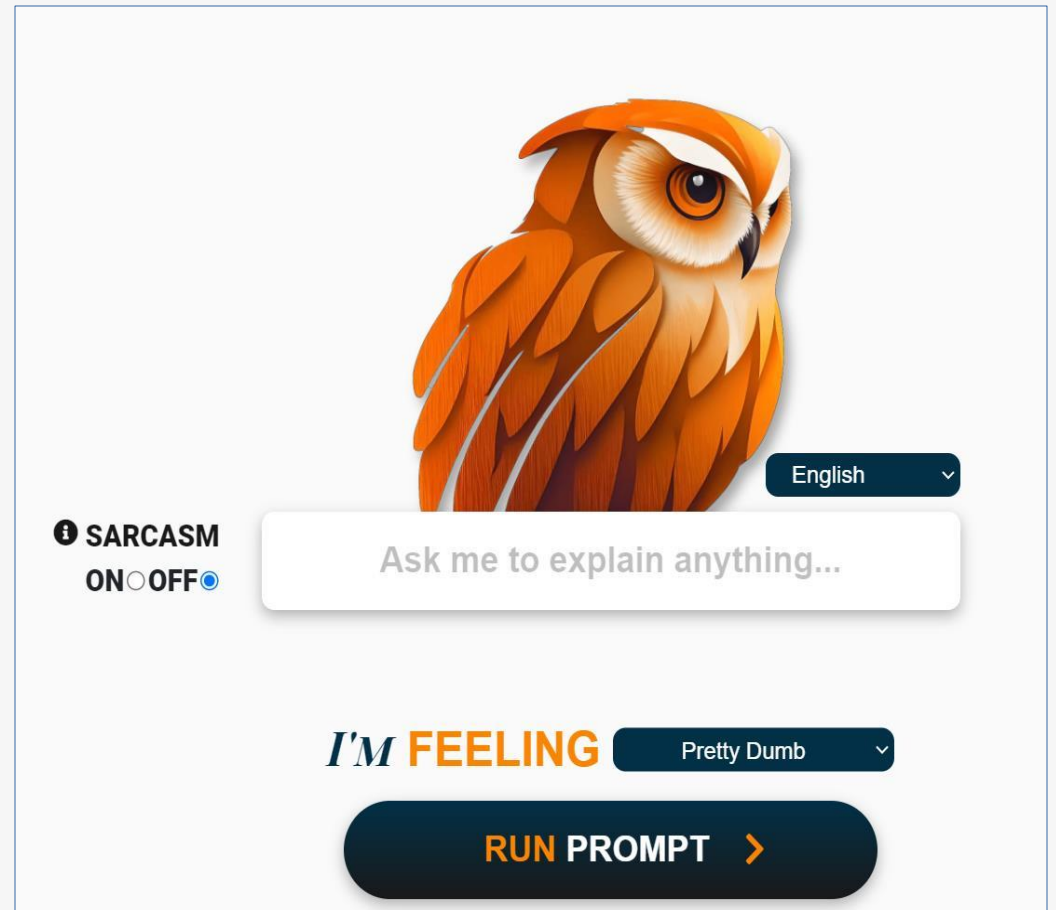 English
SARCASM
ON OFF
Ask me to explain anything...
I'M FEELING Pretty Dumb
RUN PROMPT